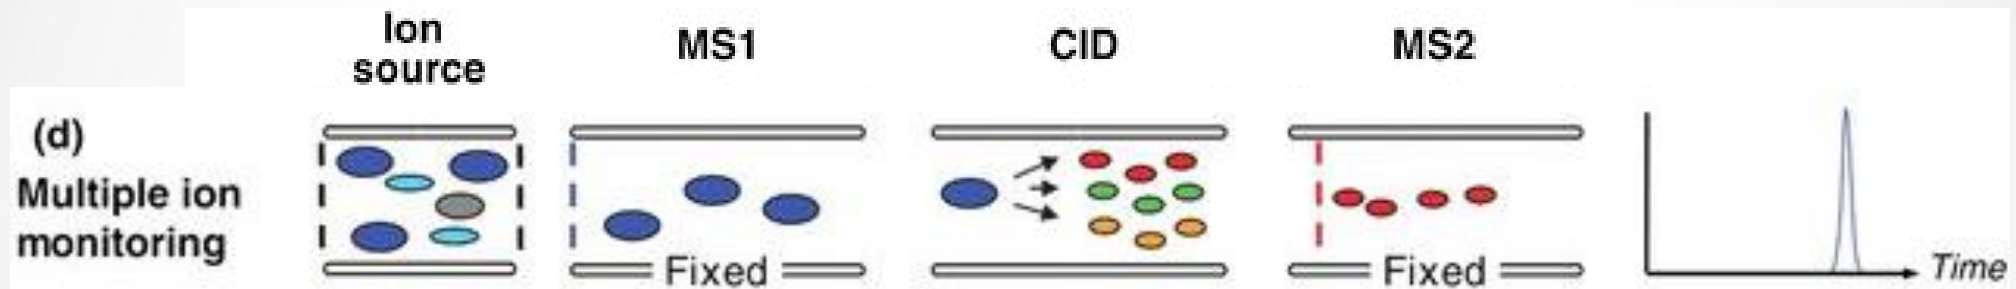 Ion
source
MS1
CID
MS2
(d)
Multiple ion
monitoring
Fixed
Fixed
Time